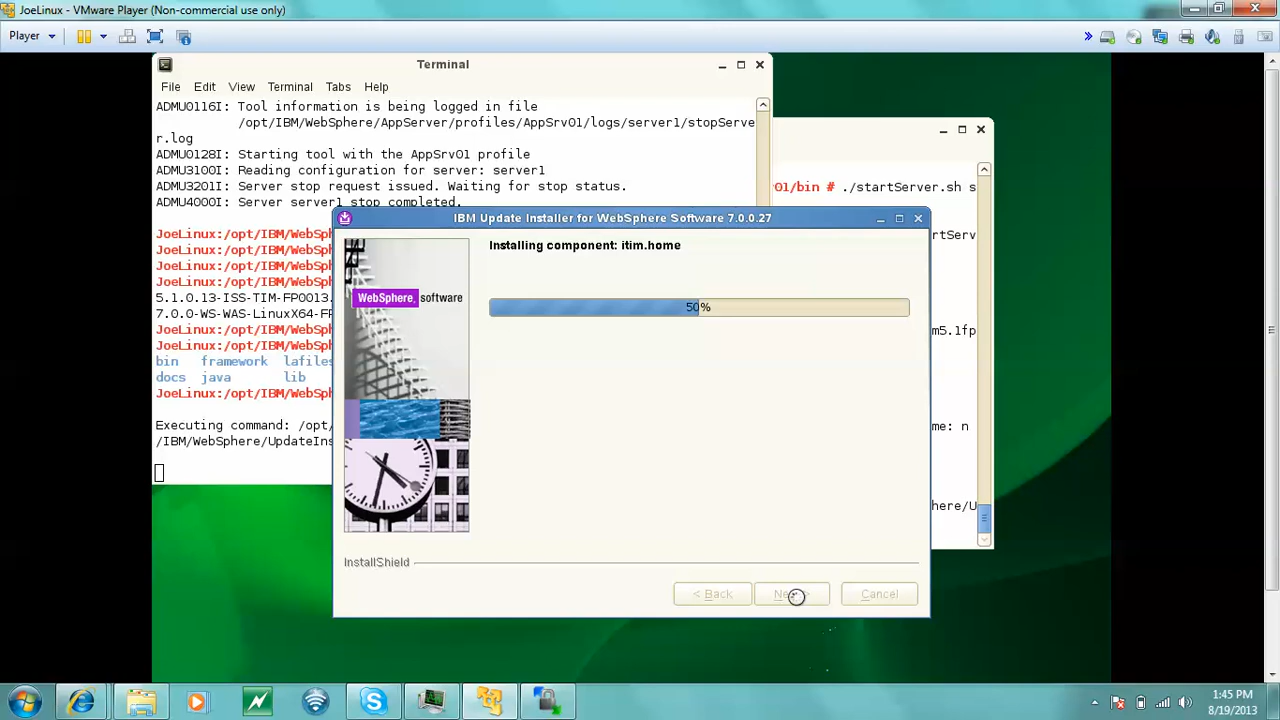 JoeLinux - VMware Player (Non-commercial use only)
Player
Terminal
File Edit View Terminal Tabs Help
ADMU0116I: Tool information is being logged in file
/opt/IBM/WebSphere/AppServer/profiles/AppSrv01/logs/server1/stopServe
r.log
ADMU0128I: Starting tool with the AppSrv01 profile
ADMU3100I: Reading configuration for server: server1
ADMU3201I: Server stop request issued. Waiting for stop status.
ADMU4000I: Server server1 stop completed.
JoeLinux:/opt/IBM/WebSph
JoeLinux:/opt/IBM/WebSph
JoeLinux:/opt/IBM/WebSph
JoeLinux:/opt/IBM/WebSph
5.1.0.13-ISS-TIM-FP0013.
7.0.0-WS-WAS-LinuxX64-FP
JoeLinux:/opt/IBM/WebSph
JoeLinux:/opt/IBM/WebSph
bin framework lafiles
docs java lib
JoeLinux:/opt/IBM/WebSph
Executing command: /opt/
/IBM/WebSphere/UpdateIns
01/bin # ./startServer.sh s
artServ
m5.1fp
me: n
here/U
IBM Update Installer for WebSphere Software 7.0.0.27
WebSphere. software
Installing component: itim.home
50%
InstallShield
< Back
Cancel
1:45 PM
8/19/2013